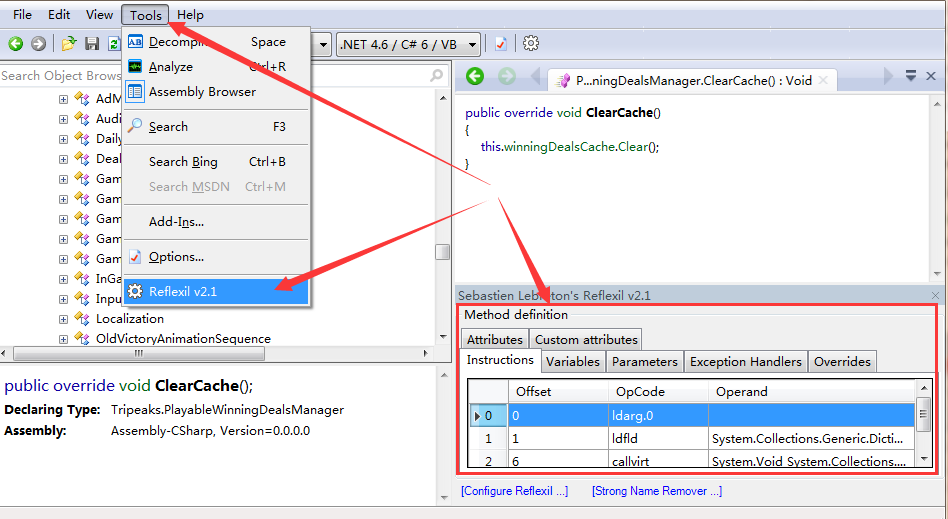 File Edit View Tools Help
Space
Analyze Ctrl+R
Assembly Browser
Search F3
Search Bing Ctrl+B
Search MSDN Ctrl+M
Add-Ins...
Options...
Reflexil v2.1
.NET 4.6 / C# 6 / VB
Search Object Brows
AdM
Audi
Daily
Deal
Gam
Gam
Gam
Gam
Gam
InGa
Inpu
Localization
OldVictoryAnimationSequence
public override void ClearCache();
Declaring Type: Tripeaks.PlayableWinningDealsManager
Assembly: Assembly-CSharp, Version=0.0.0.0
P...ningDealsManager.ClearCache() : Void
public override void ClearCache()
{
this.winningDealsCache.Clear();
}
Sebastien Leb
ton's Reflexil v2.1
Method definition
Attributes Custom attributes
Instructions Variables Parameters Exception Handlers Overrides
Offset OpCode Operand
0 0 ldarg.0
1 1 ldfld System.Collections.Generic.Dicti...
2 6 callvirt System.Void System.Collections....
[Configure Reflexil ...] [Strong Name Remover ...]